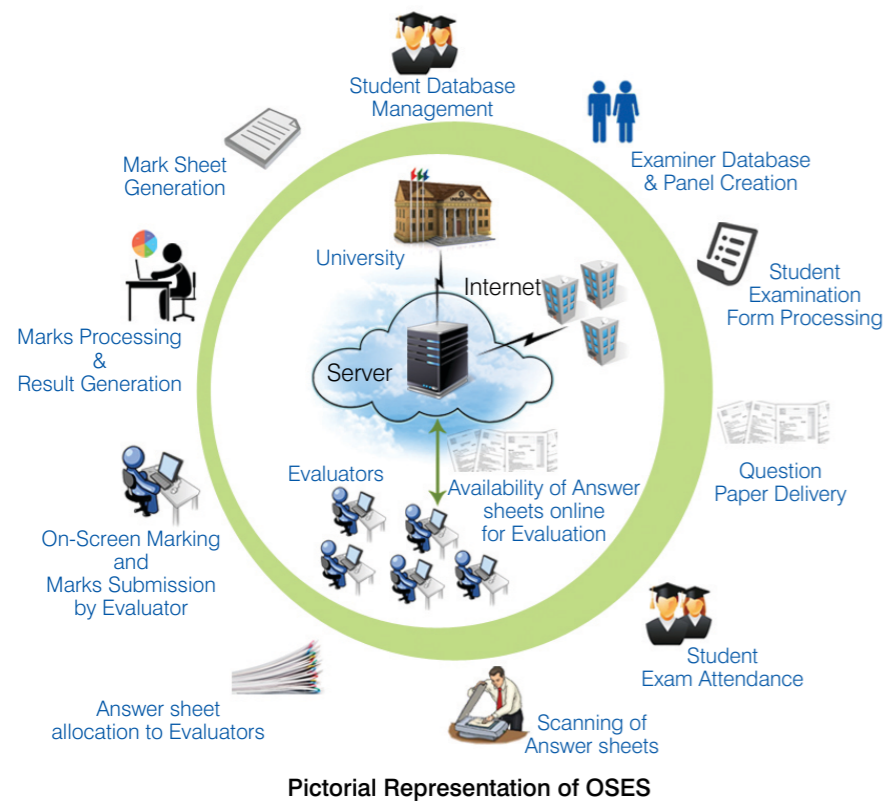 Student Database
Management
Examiner Database
& Panel Creation
Student
Examination
Form Processing
Question
Paper Delivery
Student
Exam Attendance
Scanning of
Answer sheets
Answer sheet
allocation to Evaluators
On-Screen Marking
and
Marks Submission
by Evaluator
Marks Processing
&
Result Generation
Mark Sheet
Generation
University
Internet
Server
Evaluators
Availability of Answer
sheets online
for Evaluation
Pictorial Representation of OSES